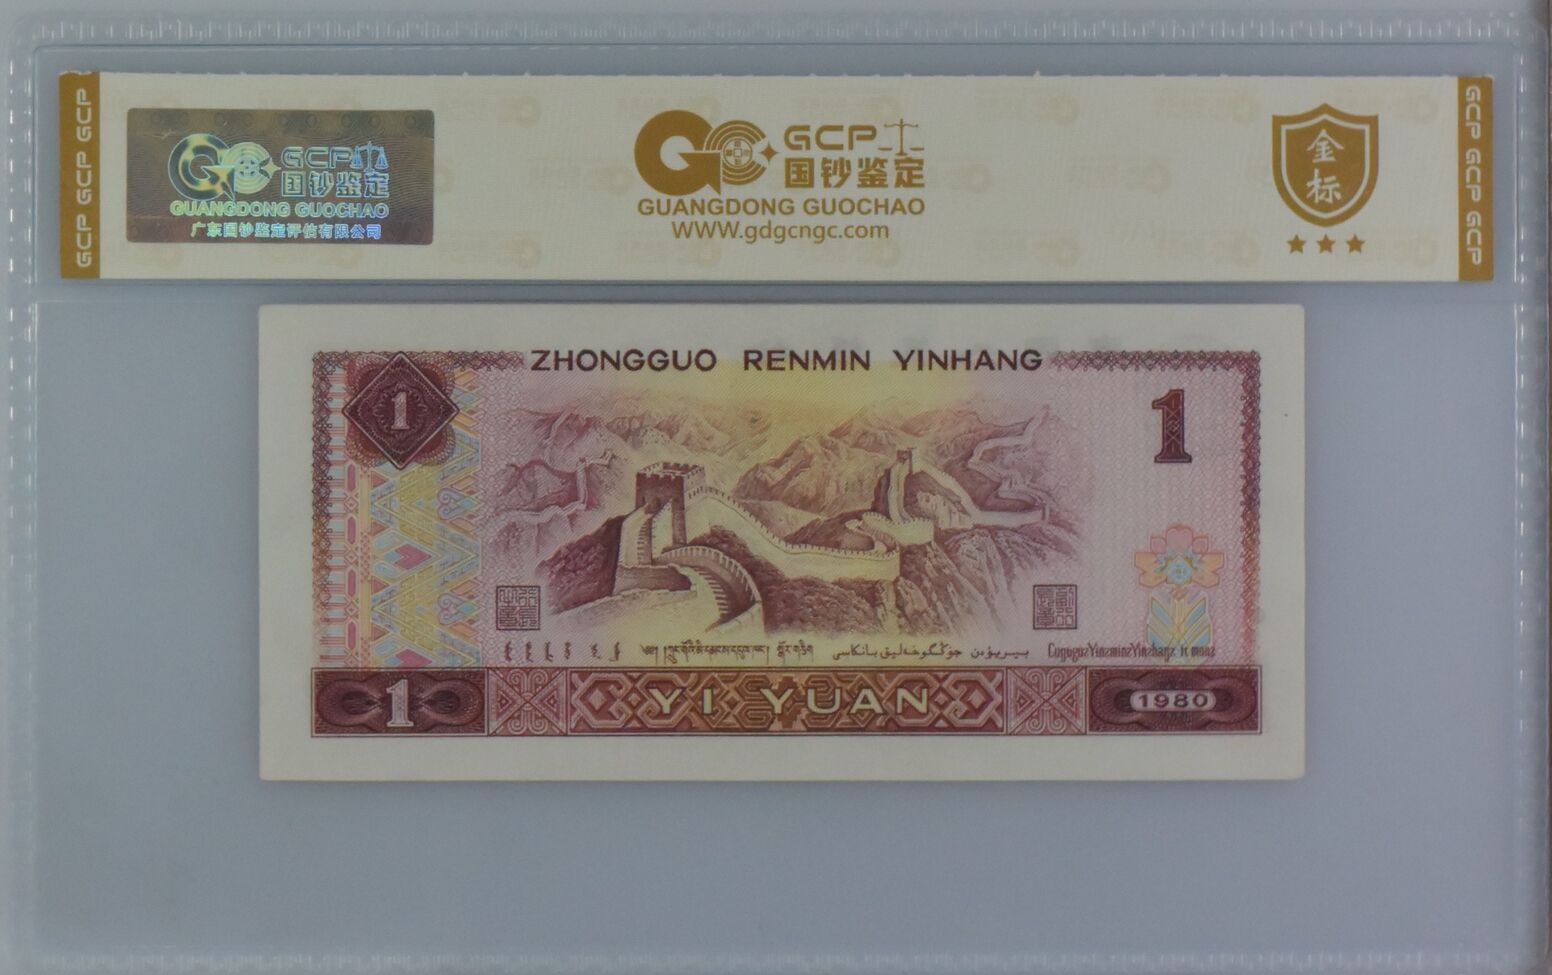 GCP GCP GCP
GCP
国钞鉴定
GUANGDONG GUOCHAO
广东国钞鉴定评估有限公司
GCP
国钞鉴定
GUANGDONG GUOCHAO
WWW.gdgcngc.com
金
标
GCP GCP GCP
ZHONGGUO RENMIN YINHANG
1
1
1
YI YUAN
1980